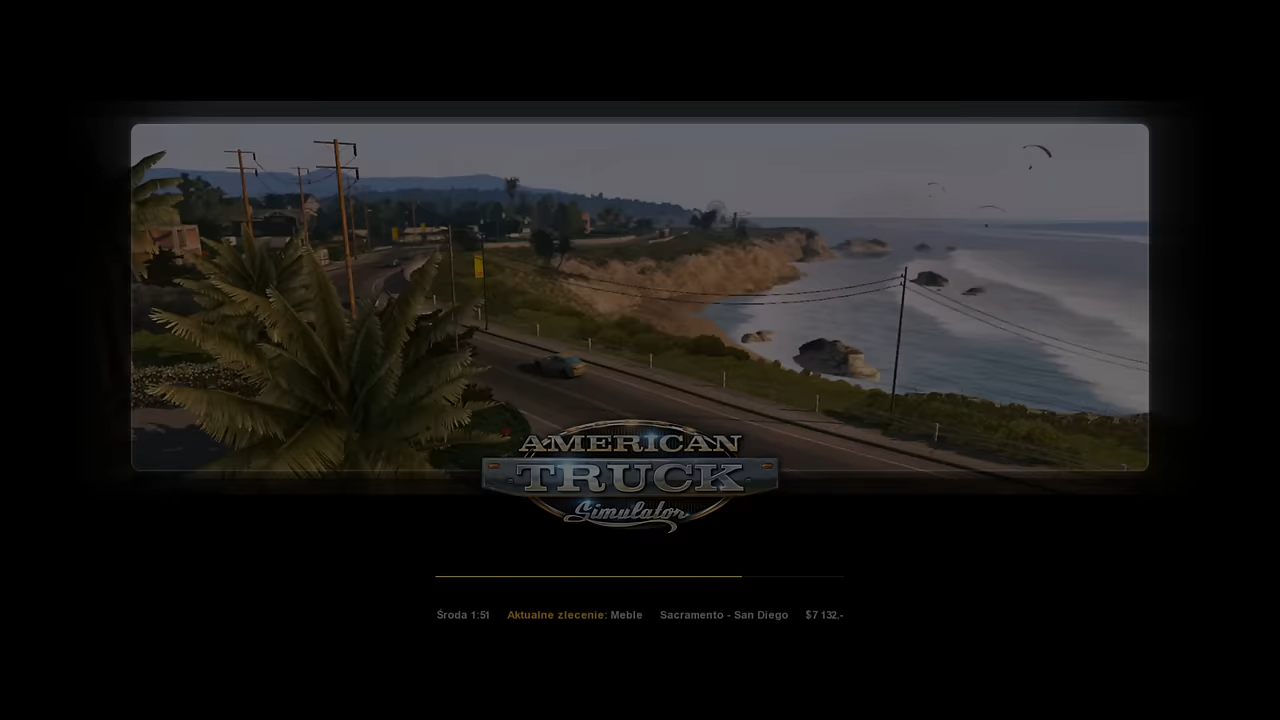 AMERICAN
TRUCK
Simulator
Środa 1:51 Aktualne zlecenie: Meble Sacramento - San Diego $7 132,-